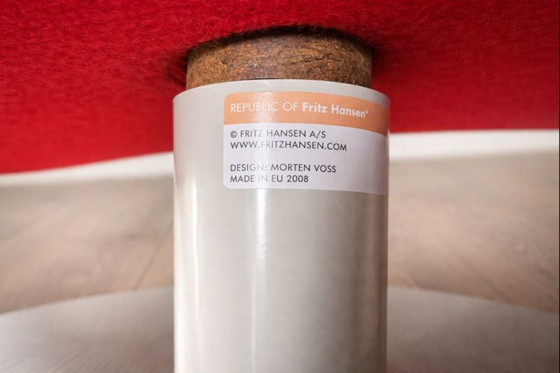 REPUBLIC OF Fritz Hansen®
© FRITZ HANSEN A/S
WWW.FRITZHANSEN.COM
DESIGN: MORTEN VOSS
MADE IN EU 2008